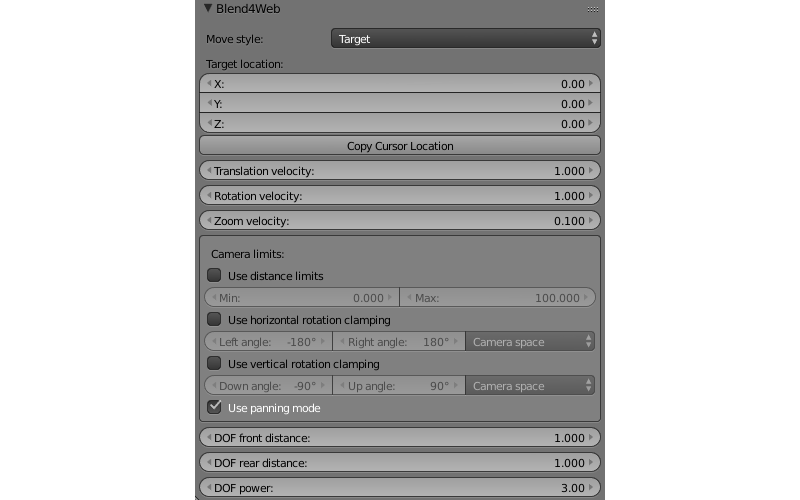 Blend4Web
Move style: Target
Target location:
X: 0.00
Y: 0.00
Z: 0.00
Copy Cursor Location
Translation velocity: 1.000
Rotation velocity: 1.000
Zoom velocity: 0.100
Camera limits:
Use distance limits
Min: 0.000 Max: 100.000
Use horizontal rotation clamping
Left angle: -180° Right angle: 180° Camera space
Use vertical rotation clamping
Down angle: -90° Up angle: 90° Camera space
Use panning mode
DOF front distance: 1.000
DOF rear distance: 1.000
DOF power: 3.00